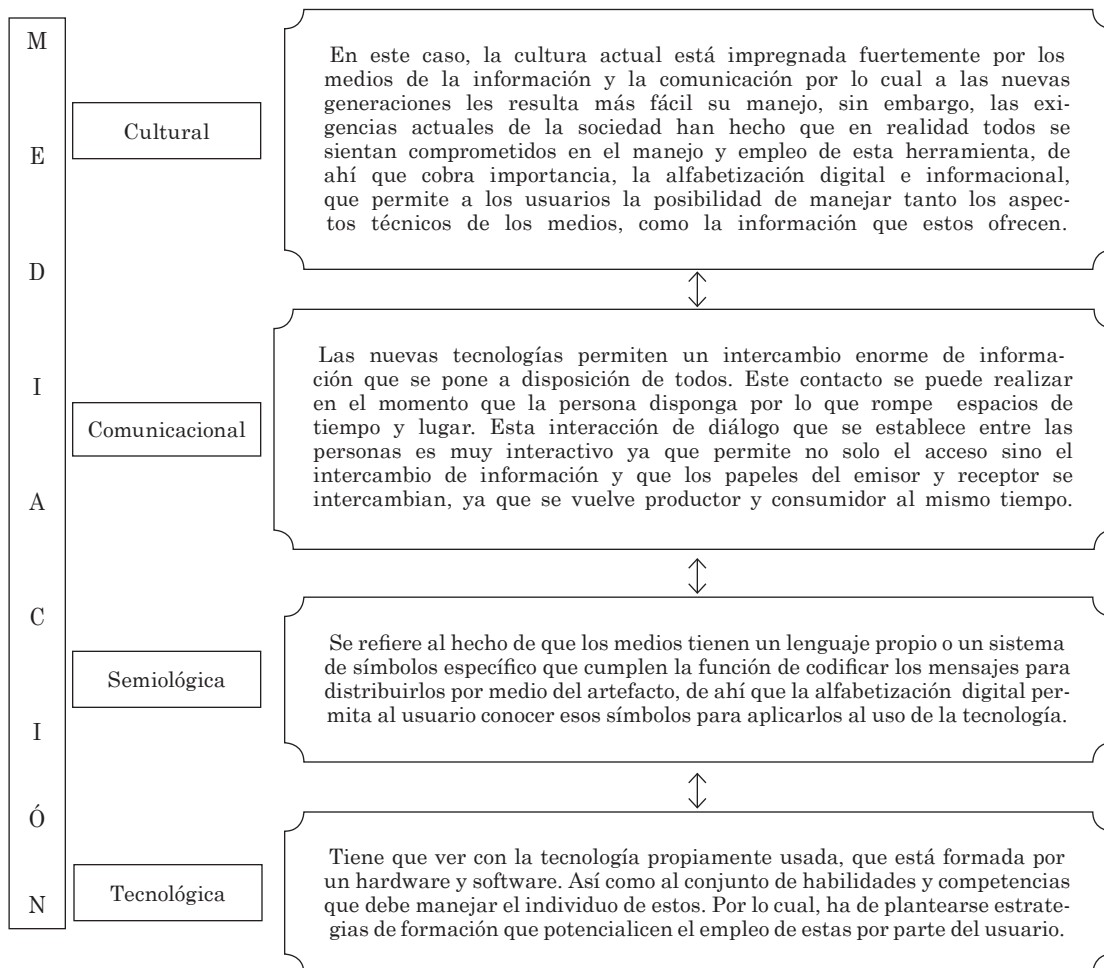 MEDIACIÓN
Cultural
En este caso, la cultura actual está impregnada fuertemente por los
medios de la información y la comunicación por lo cual a las nuevas
generaciones les resulta más fácil su manejo, sin embargo, las exi-
gencias actuales de la sociedad han hecho que en realidad todos se
sientan comprometidos en el manejo y empleo de esta herramienta, de
ahí que cobra importancia, la alfabetización digital e informacional,
que permite a los usuarios la posibilidad de manejar tanto los aspec-
tos técnicos de los medios, como la información que estos ofrecen.
Comunicacional
Las nuevas tecnologías permiten un intercambio enorme de informa-
ción que se pone a disposición de todos. Este contacto se puede realizar
en el momento que la persona disponga por lo que rompe espacios de
tiempo y lugar. Esta interacción de diálogo que se establece entre las
personas es muy interactivo ya que permite no solo el acceso sino el
intercambio de información y que los papeles del emisor y receptor se
intercambian, ya que se vuelve productor y consumidor al mismo tiempo.
Semiológica
Se refiere al hecho de que los medios tienen un lenguaje propio o un sistema
de símbolos específico que cumplen la función de codificar los mensajes para
distribuirlos por medio del artefacto, de ahí que la alfabetización digital per-
mita al usuario conocer esos símbolos para aplicarlos al uso de la tecnología.
Tecnológica
Tiene que ver con la tecnología propiamente usada, que está formada por
un hardware y software. Así como al conjunto de habilidades y competencias
que debe manejar el individuo de estos. Por lo cual, ha de plantearse estrate-
gias de formación que potencialicen el empleo de estas por parte del usuario.